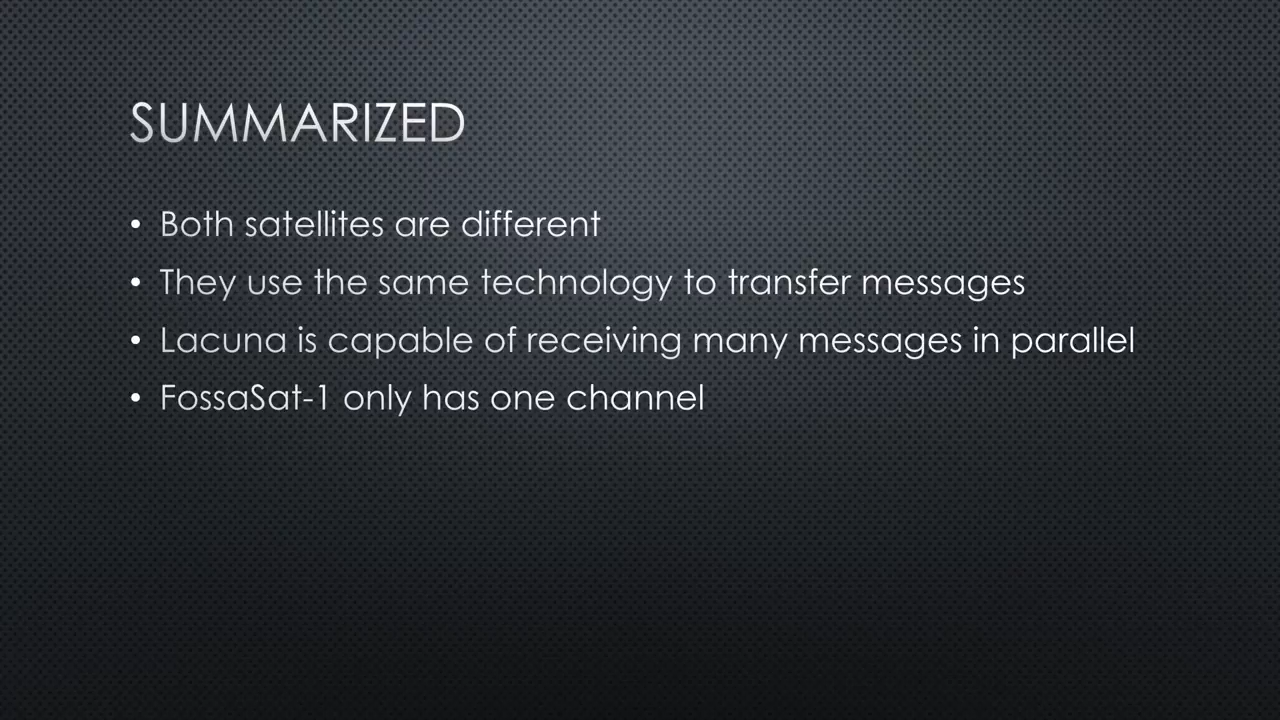 SUMMARIZED
• Both satellites are different
• They use the same technology to transfer messages
• Lacuna is capable of receiving many messages in parallel
• FossaSat-1 only has one channel